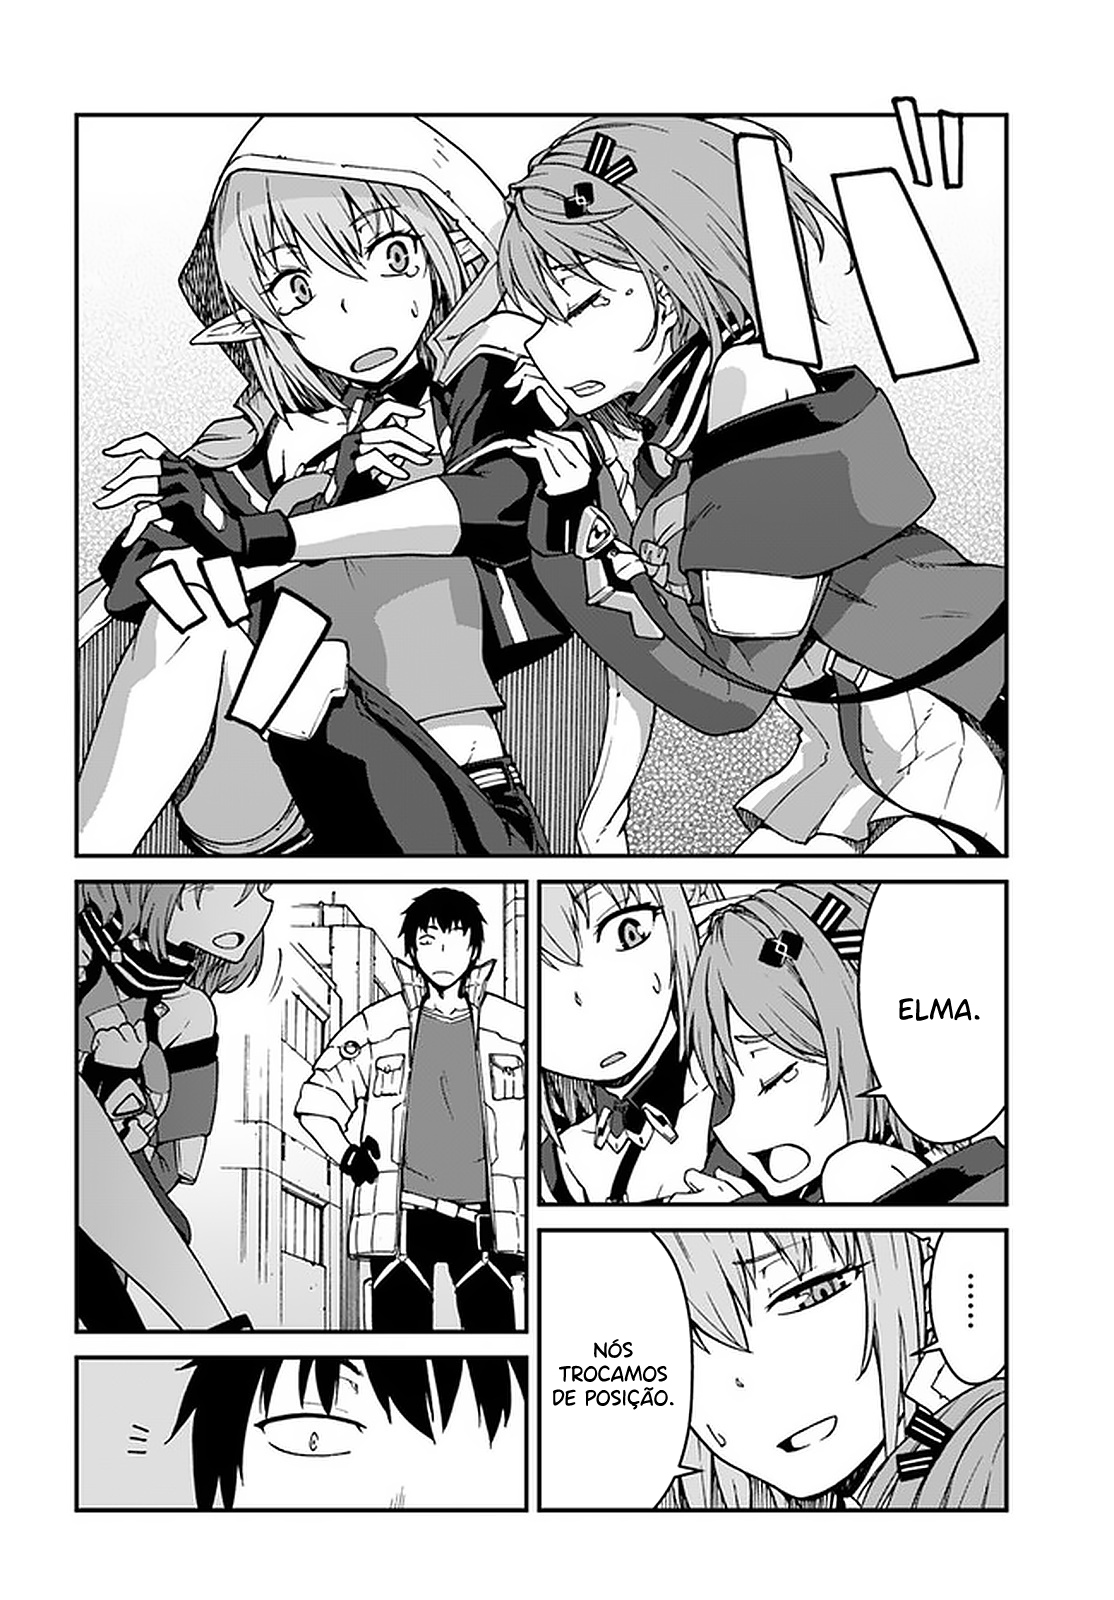 ELMA.
........
NÓS
TROCAMOS
DE POSIÇÃO.